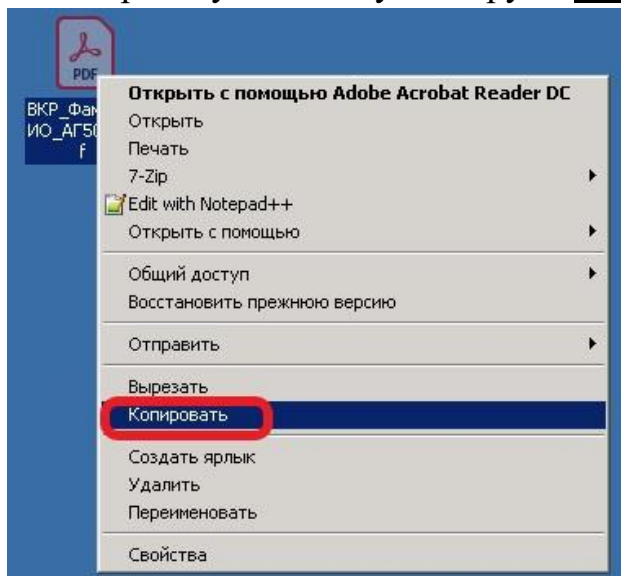 PDF
ВКР_Фам
ИО_АГ50
f
Открыть с помощью Adobe Acrobat Reader DC
Открыть
Печать
7-Zip
Edit with Notepad++
Открыть с помощью
Общий доступ
Восстановить прежнюю версию
Отправить
Вырезать
Копировать
Создать ярлык
Удалить
Переименовать
Свойства